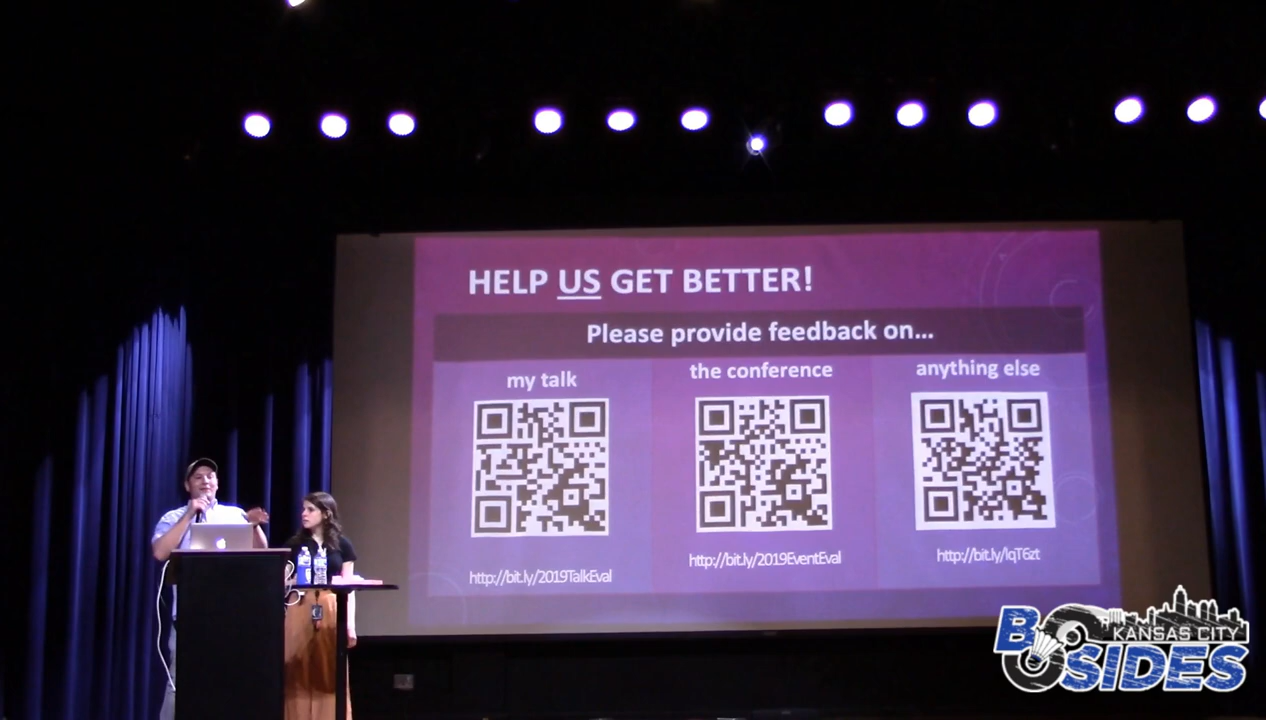 HELP US GET BETTER!
Please provide feedback on...
my talk
the conference
anything else
http://bit.ly/2019TalkEval
http://bit.ly/2019EventEval
http://bit.ly/lqT6zt
KANSAS CITY
BSIDES